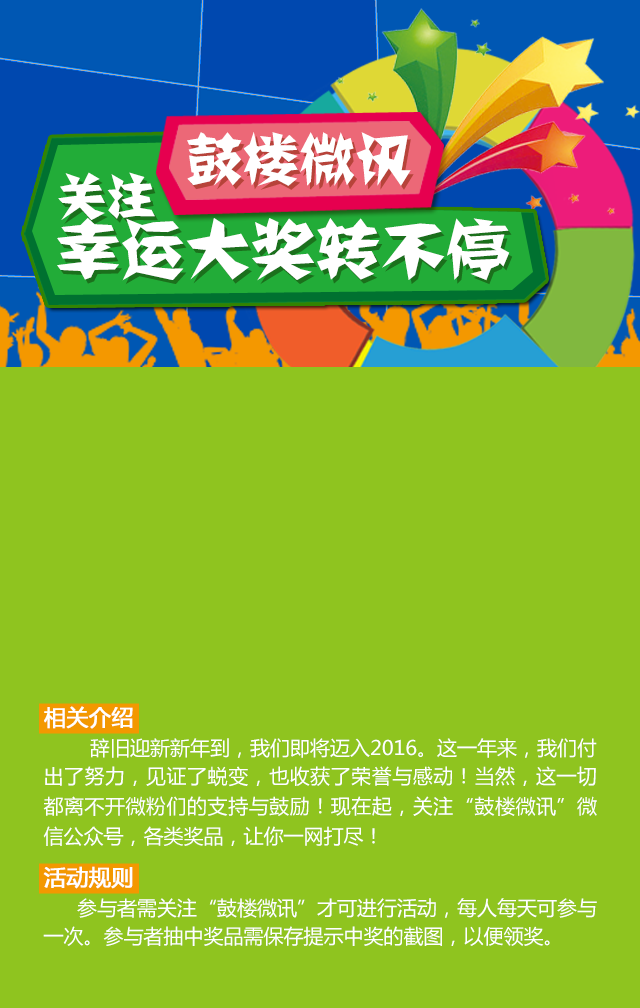 鼓楼微讯
关注
幸运大奖转不停
相关介绍
辞旧迎新新年到，我们即将迈入2016。这一年来，我们付
出了努力，见证了蜕变，也收获了荣誉与感动！当然，这一切
都离不开微粉们的支持与鼓励！现在起，关注“鼓楼微讯”微
信公众号，各类奖品，让你一网打尽！
活动规则
参与者需关注“鼓楼微讯”才可进行活动，每人每天可参与
一次。参与者抽中奖品需保存提示中奖的截图，以便领奖。